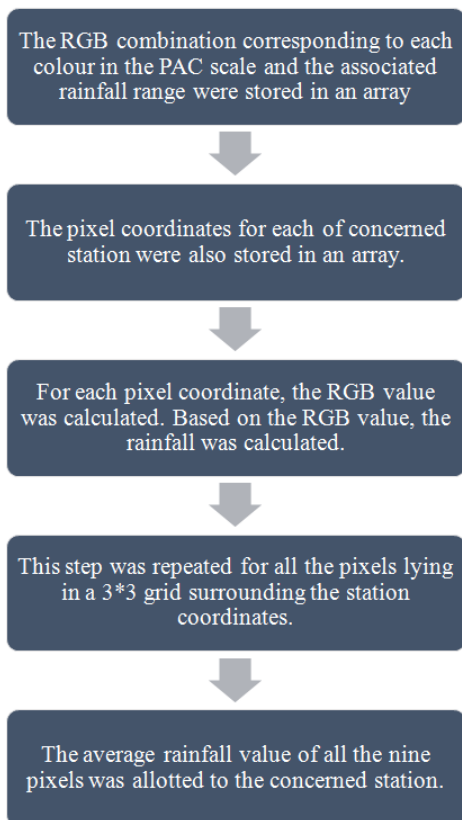 The RGB combination corresponding to each
colour in the PAC scale and the associated
rainfall range were stored in an array
The pixel coordinates for each of concerned
station were also stored in an array.
For each pixel coordinate, the RGB value
was calculated. Based on the RGB value, the
rainfall was calculated.
This step was repeated for all the pixels lying
in a 3*3 grid surrounding the station
coordinates.
The average rainfall value of all the nine
pixels was allotted to the concerned station.